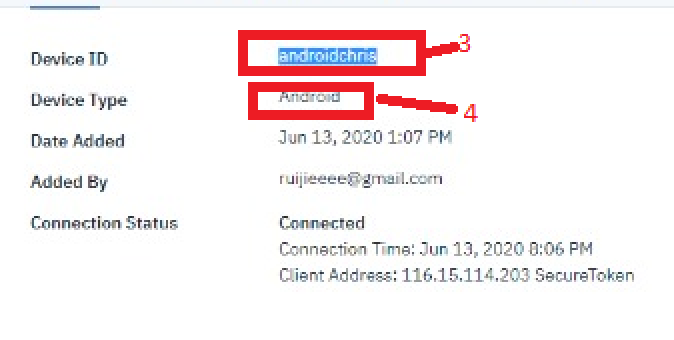 Device ID androidchris 3
Device Type Android 4
Date Added Jun 13, 2020 1:07 PM
Added By ruijieeee@gmail.com
Connection Status Connected
Connection Time: Jun 13, 2020 8:06 PM
Client Address: 116.15.114.203 SecureToken